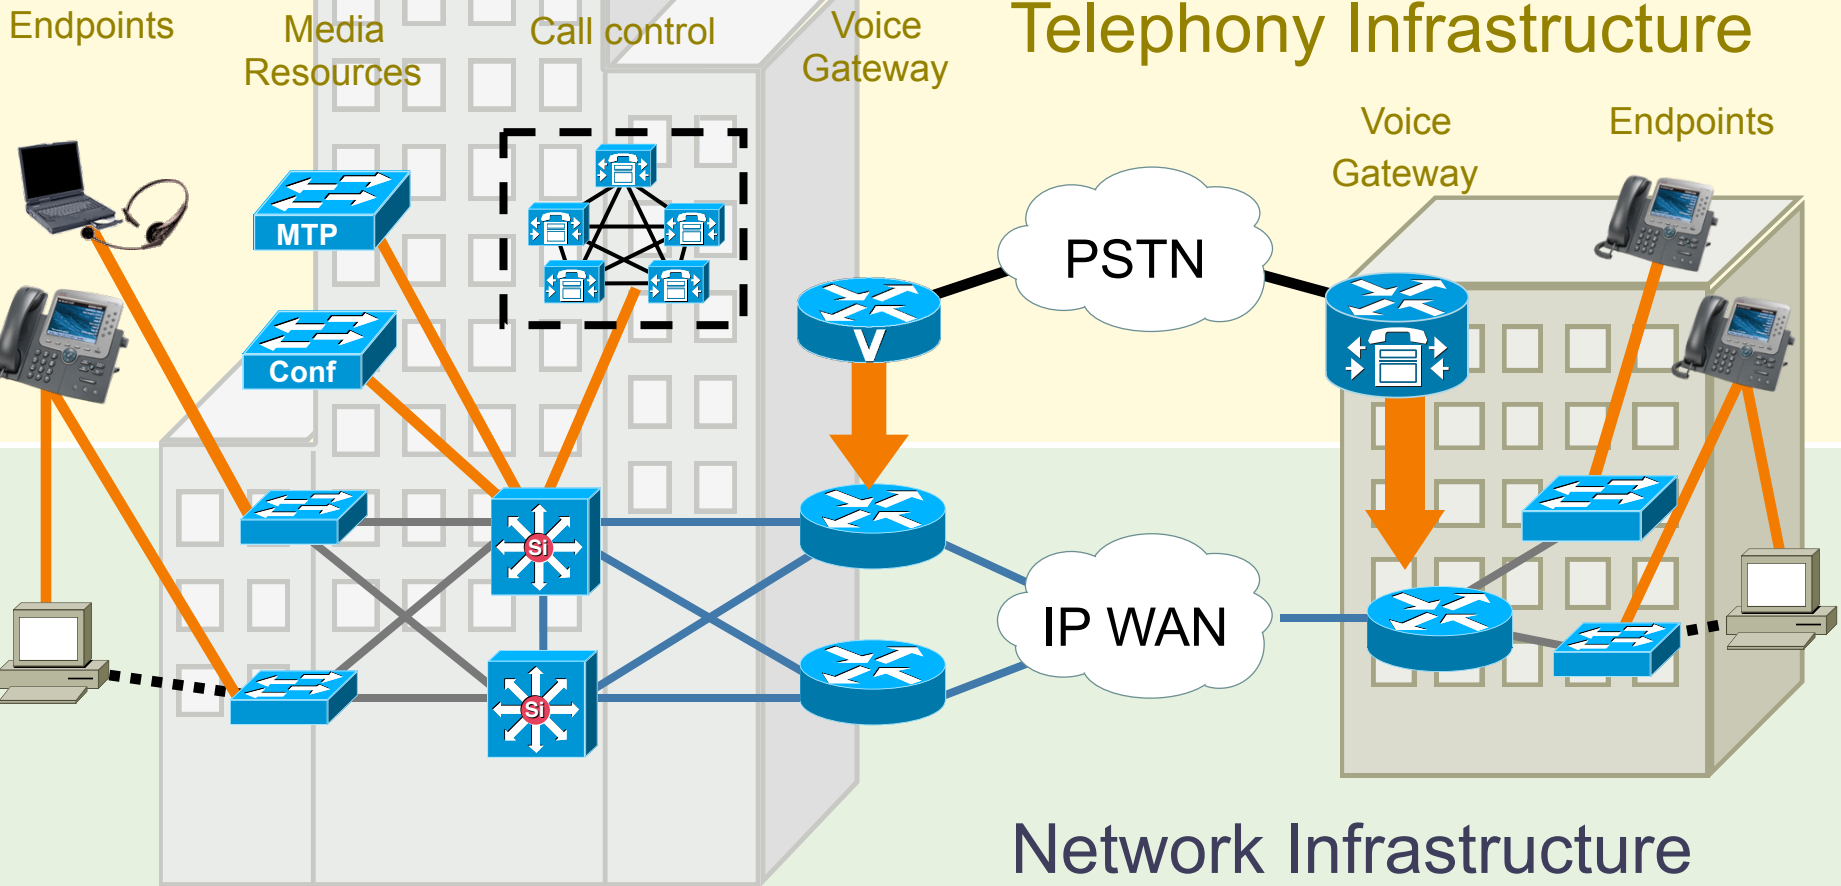 Endpoints
Media
Resources
Call control
Voice
Gateway
Telephony Infrastructure
Voice
Gateway
Endpoints
MTP
Conf
V
PSTN
Si
Si
IP WAN
Network Infrastructure